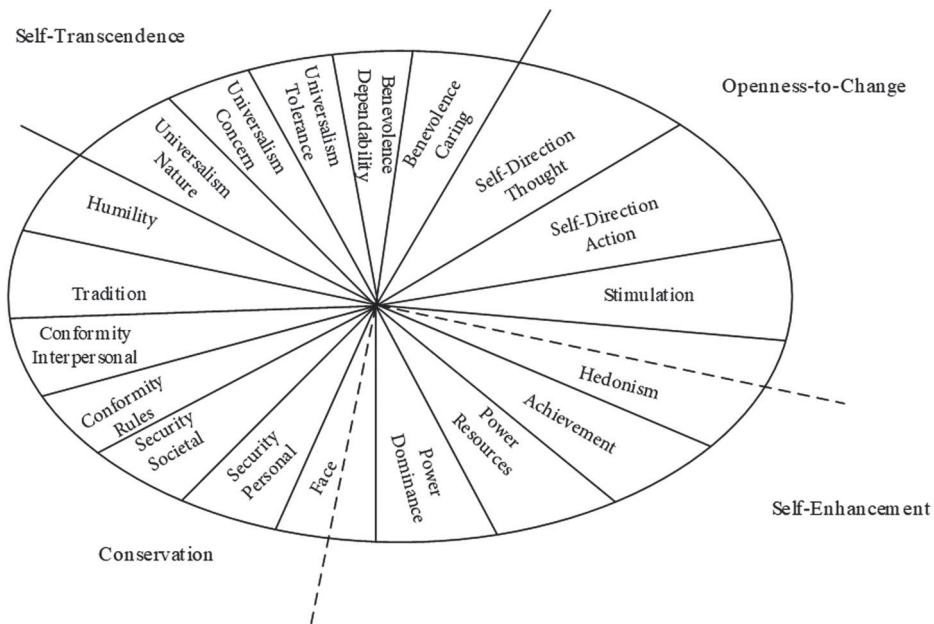 Self-Transcendence
Openness-to-Change
Universalism
Nature
Universalism
Concern
Universalism
Tolerance
Benevolence
Dependability
Benevolence
Caring
Self-Direction
Thought
Self-Direction
Action
Stimulation
Hedonism
Achievement
Power
Resources
Power
Dominance
Face
Security
Personal
Security
Societal
Conformity
Rules
Conformity
Interpersonal
Tradition
Humility
Self-Enhancement
Conservation